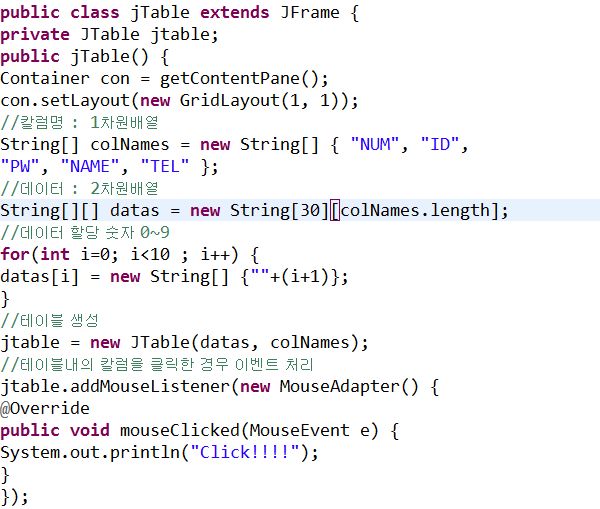 public class jTable extends JFrame {
private JTable jtable;
public jTable() {
Container con = getContentPane();
con.setLayout(new GridLayout(1, 1));
//칼럼명 : 1차원배열
String[] colNames = new String[] { "NUM", "ID",
"PW", "NAME", "TEL" };
//데이터 : 2차원배열
String[][] datas = new String[30][colNames.length];
//데이터 할당 숫자 0~9
for(int i=0; i<10 ; i++) {
datas[i] = new String[] {""+(i+1)};
}
//테이블 생성
jtable = new JTable(datas, colNames);
//테이블내의 칼럼을 클릭한 경우 이벤트 처리
jtable.addMouseListener(new MouseAdapter() {
@Override
public void mouseClicked(MouseEvent e) {
System.out.println("Click!!!!");
}
});